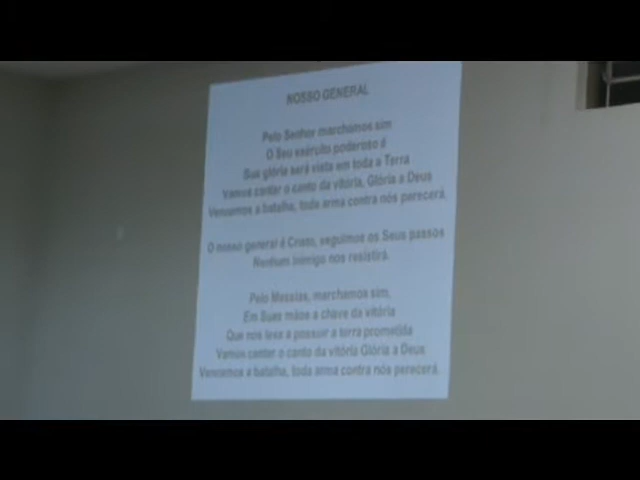 NOSSO GENERAL
Pelo Senhor marchamos sim
O Seu exército poderoso é
Sua glória será vista em toda a Terra
Vamos cantar o canto da vitória, Glória a Deus
Vencemos a batalha, toda arma contra nós perecerá.
O nosso general é Cristo, seguimos os Seus passos
Nenhum inimigo nos resistirá.
Pelo Messias, marchamos sim,
Em Suas mãos a chave da vitória
Que nos leva a possuir a terra prometida
Vamos cantar o canto da vitória Glória a Deus
Vencemos a batalha, toda arma contra nós perecerá.